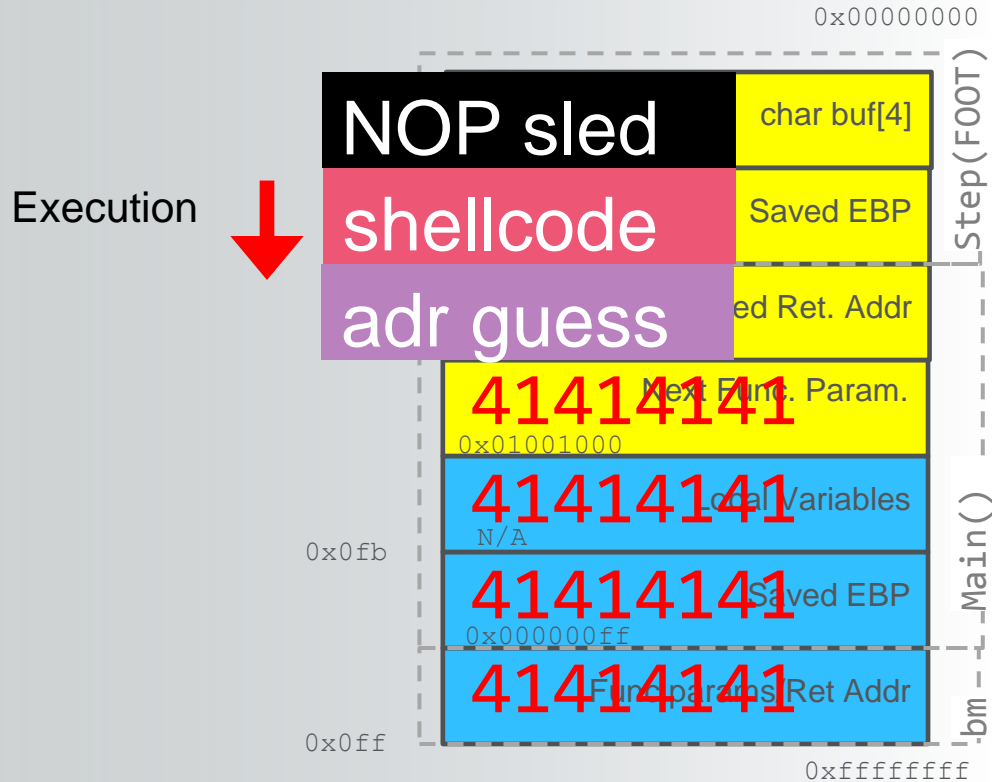 0x00000000
NOP sled
char buf[4]
Execution
shellcode
Saved EBP
Step(FOOT)
adr guess
ed Ret. Addr
41414141
Next Func. Param.
0x01001000
41414141
Local Variables
N/A
0x0fb
41414141
Saved EBP
0x000000ff
Main()
41414141
Func params/Ret Addr
bm
0x0ff
0xffffffff